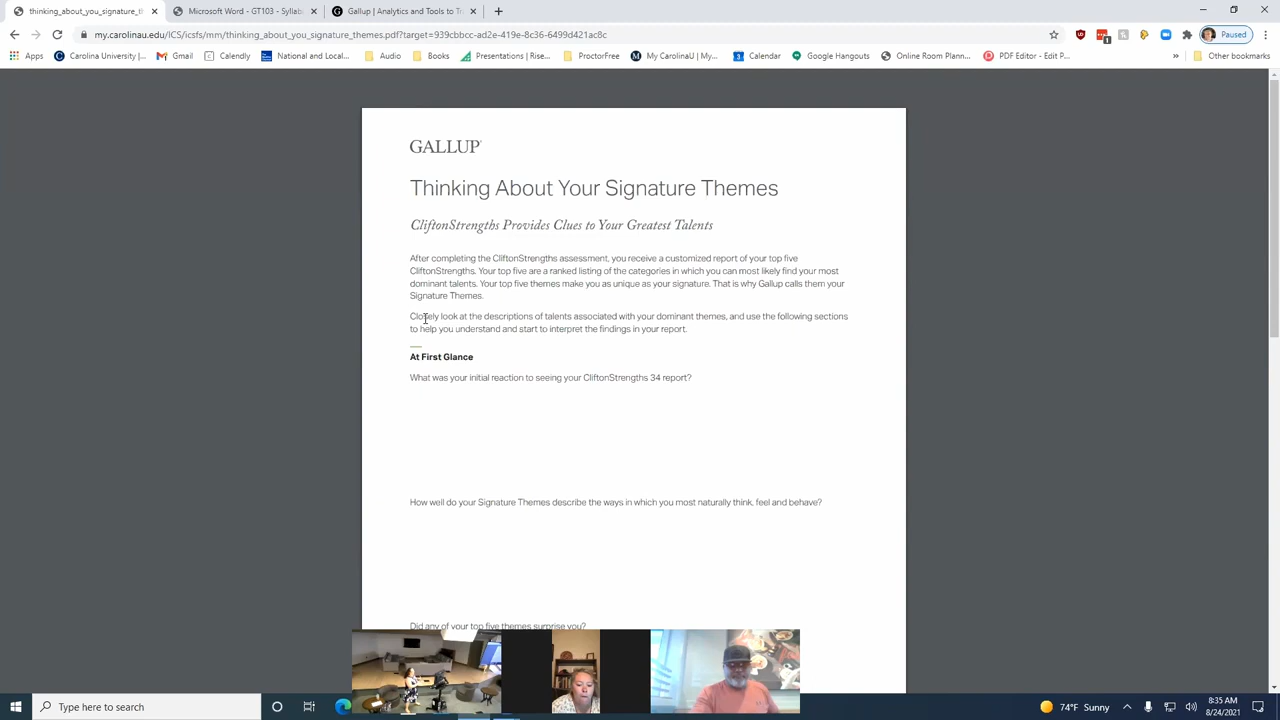 thinking_about_you_signature_th
Microsoft Word - GT103 - Syllab
Gallup | Analytics and Tools to Tr
my.carolinau.edu/ICS/icsfs/mm/thinking_about_you_signature_themes.pdf?target=939cbbcc-ad2e-419e-8c36-6499d421ac8c
1
Paused
Apps
Carolina University |...
Gmail
Calendly
National and Local...
Audio
Books
Presentations | Rise...
ProctorFree
My CarolinaU | My...
Calendar
Google Hangouts
Online Room Plann...
PDF Editor - Edit P...
»
Other bookmarks
GALLUP®
Thinking About Your Signature Themes
CliftonStrengths Provides Clues to Your Greatest Talents
After completing the CliftonStrengths assessment, you receive a customized report of your top five
CliftonStrengths. Your top five are a ranked listing of the categories in which you can most likely find your most
dominant talents. Your top five themes make you as unique as your signature. That is why Gallup calls them your
Signature Themes.
Closely look at the descriptions of talents associated with your dominant themes, and use the following sections
to help you understand and start to interpret the findings in your report.
At First Glance
What was your initial reaction to seeing your CliftonStrengths 34 report?
How well do your Signature Themes describe the ways in which you most naturally think, feel and behave?
Did any of your top five themes surprise you?
Type here to search
74°F Sunny
8:35 AM
8/24/2021